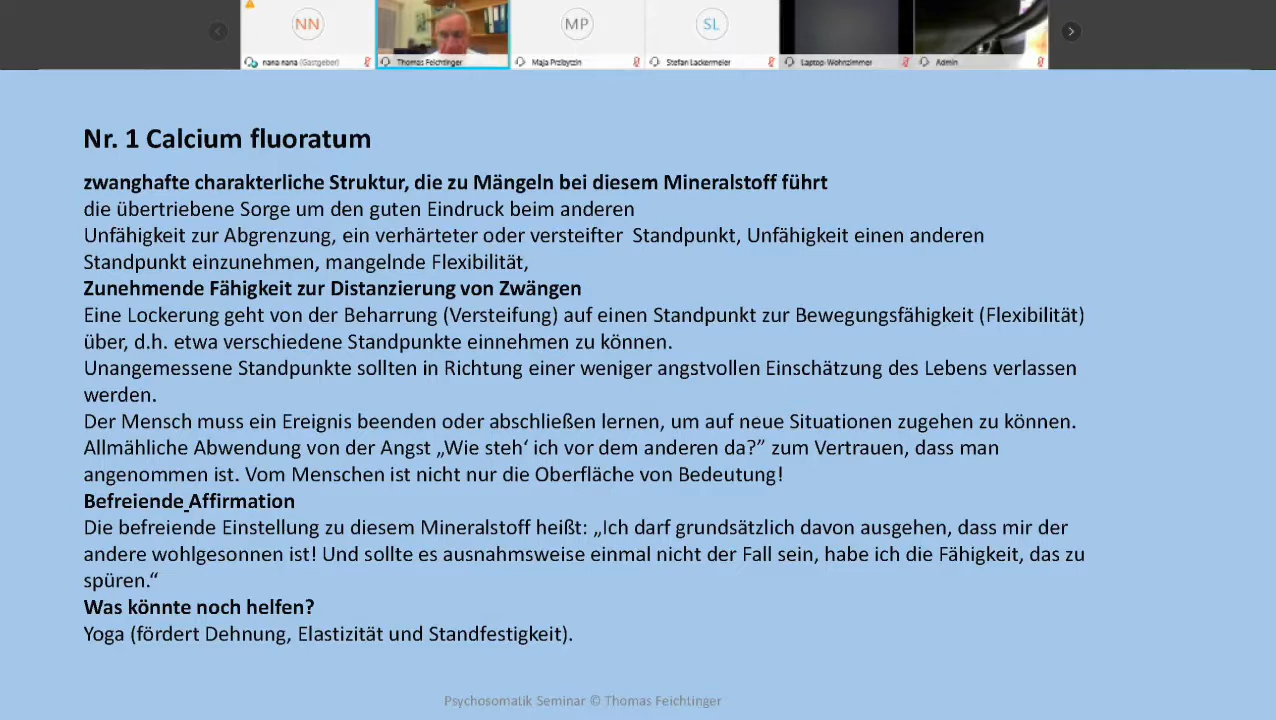 NN
MP
SL
nana nana (Gastgeber)
Thomas Feichtinger
Maja Przlbytzin
Stefan Lackermeier
Laptop-Wohnzimmer
Admin
Nr. 1 Calcium fluoratum
zwanghafte charakterliche Struktur, die zu Mängeln bei diesem Mineralstoff führt
die übertriebene Sorge um den guten Eindruck beim anderen
Unfähigkeit zur Abgrenzung, ein verhärteter oder versteifter Standpunkt, Unfähigkeit einen anderen
Standpunkt einzunehmen, mangelnde Flexibilität,
Zunehmende Fähigkeit zur Distanzierung von Zwängen
Eine Lockerung geht von der Beharrung (Versteifung) auf einen Standpunkt zur Bewegungsfähigkeit (Flexibilität)
über, d.h. etwa verschiedene Standpunkte einnehmen zu können.
Unangemessene Standpunkte sollten in Richtung einer weniger angstvollen Einschätzung des Lebens verlassen
werden.
Der Mensch muss ein Ereignis beenden oder abschließen lernen, um auf neue Situationen zugehen zu können.
Allmähliche Abwendung von der Angst „Wie steh‘ ich vor dem anderen da?” zum Vertrauen, dass man
angenommen ist. Vom Menschen ist nicht nur die Oberfläche von Bedeutung!
Befreiende Affirmation
Die befreiende Einstellung zu diesem Mineralstoff heißt: „Ich darf grundsätzlich davon ausgehen, dass mir der
andere wohlgesonnen ist! Und sollte es ausnahmsweise einmal nicht der Fall sein, habe ich die Fähigkeit, das zu
spüren.“
Was könnte noch helfen?
Yoga (fördert Dehnung, Elastizität und Standfestigkeit).
Psychosomatik Seminar © Thomas Feichtinger